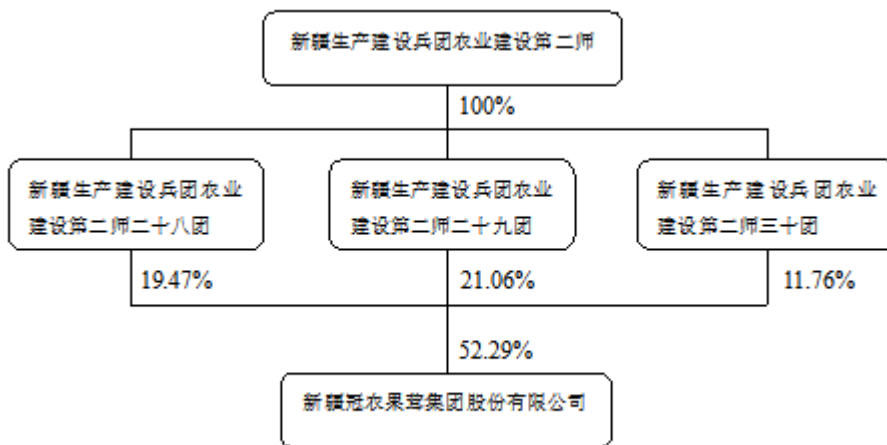 新疆生产建设兵团农业建设第二师
100%
新疆生产建设兵团农业
建设第二师二十八团
新疆生产建设兵团农业
建设第二师二十九团
新疆生产建设兵团农业
建设第二师三十团
19.47%
21.06%
11.76%
52.29%
新疆冠农果茸集团股份有限公司